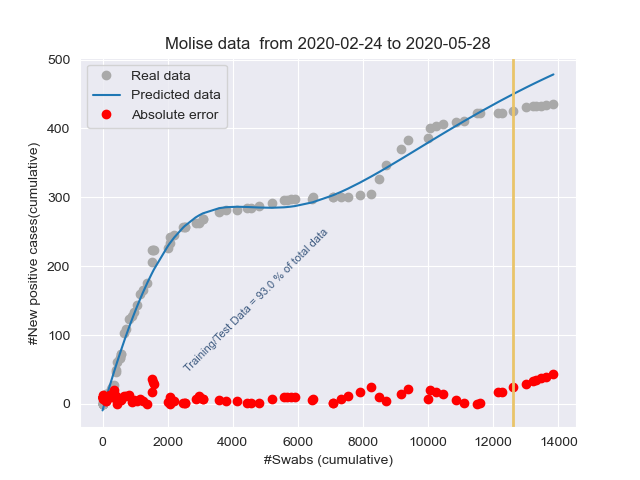 Molise data  from 2020-02-24 to 2020-05-28
Real data
Predicted data
Absolute error
#New positive cases(cumulative)
500
400
300
200
100
0
Training/Test Data = 93.0 % of total data
0 2000 4000 6000 8000 10000 12000 14000
#Swabs (cumulative)